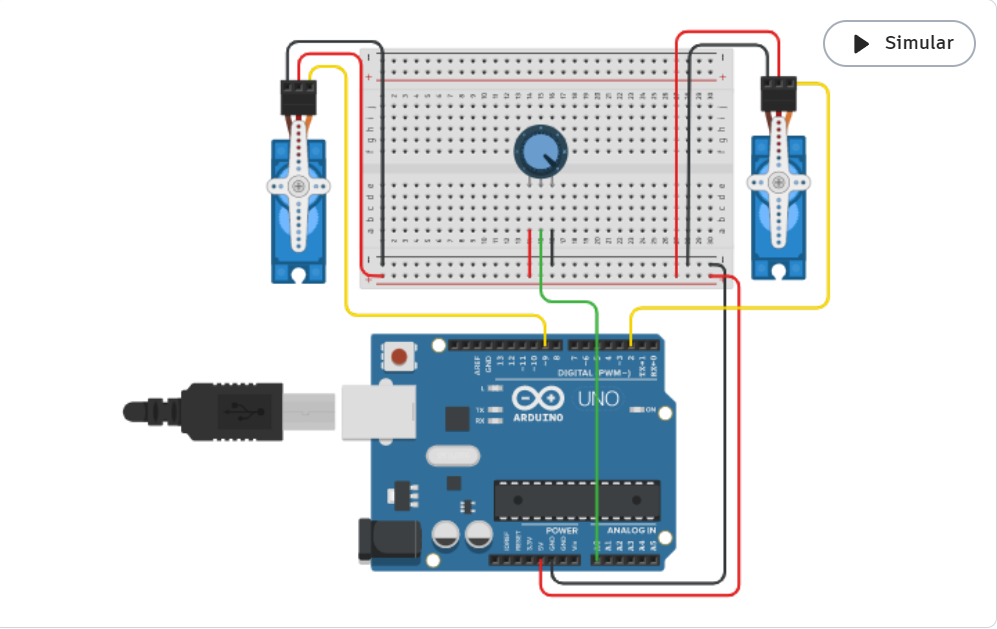 Simular
AREF
GND
13
12
~11
~10
~9
8
7
~6
~5
4
~3
2
TX→1
RX←0
DIGITAL (PWM~)
L
TX
RX
UNO
ARDUINO
ON
POWER
ANALOG IN
IOREF
RESET
3.3V
5V
GND
GND
Vin
A0
A1
A2
A3
A4
A5